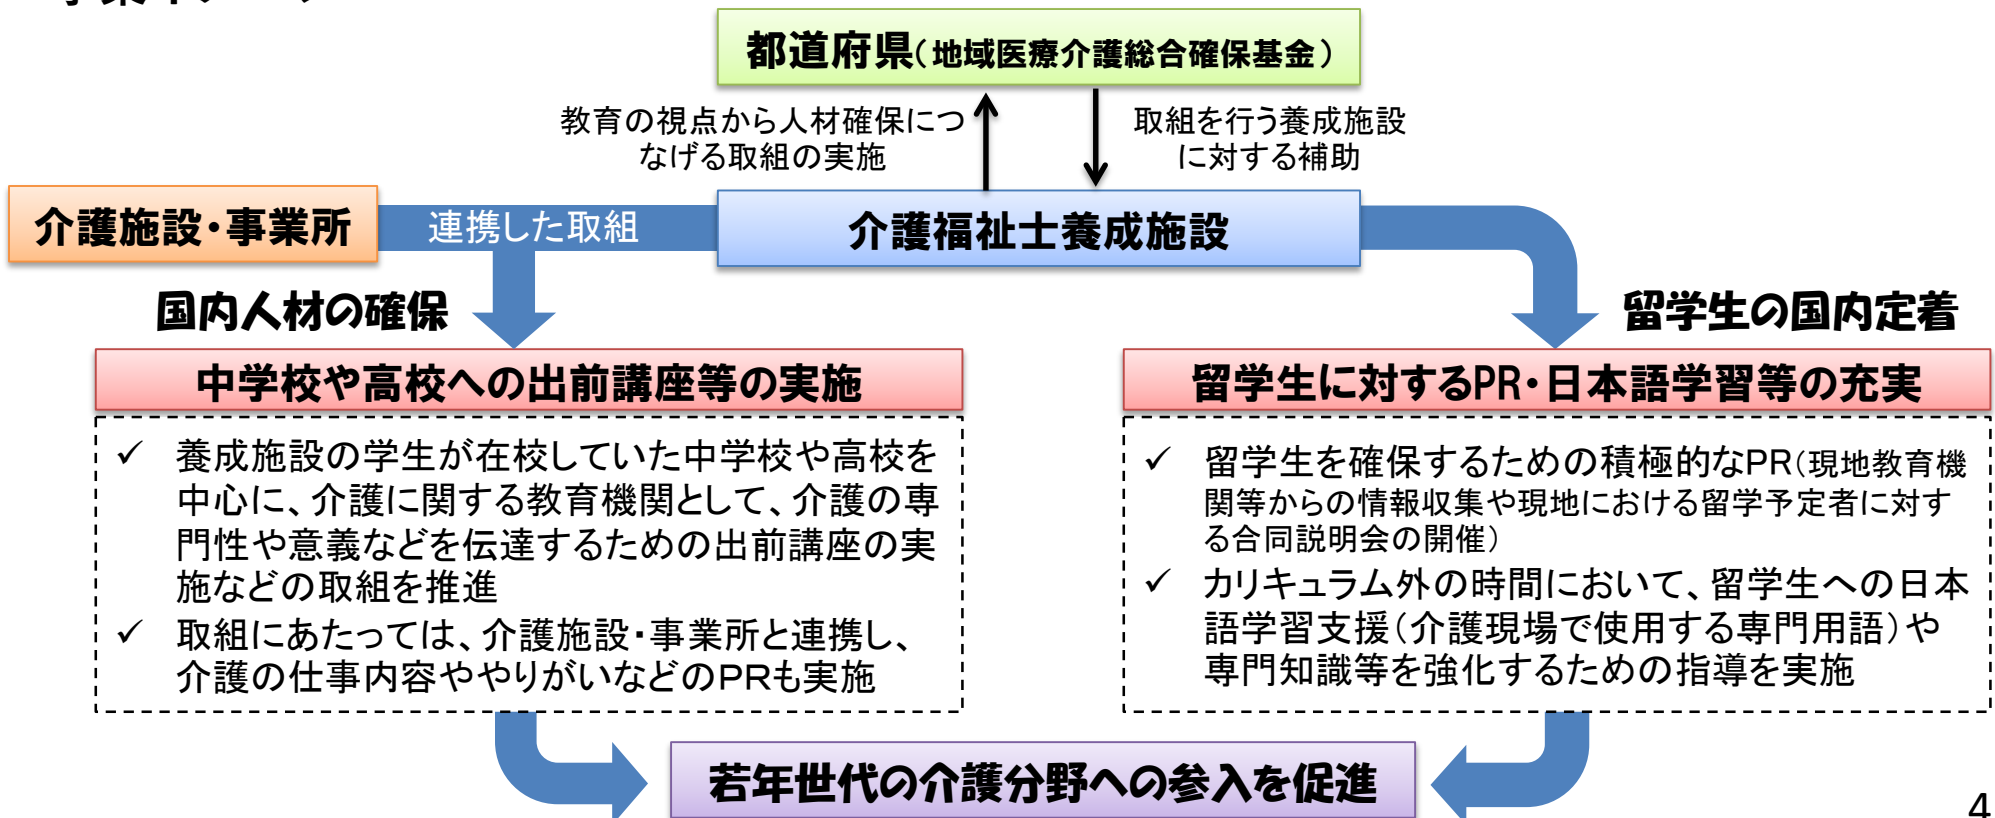 都道府県(地域医療介護総合確保基金)
教育の視点から人材確保につ
なげる取組の実施
取組を行う養成施設
に対する補助
介護施設・事業所
連携した取組
介護福祉士養成施設
国内人材の確保
留学生の国内定着
中学校や高校への出前講座等の実施
✓ 養成施設の学生が在校していた中学校や高校を
中心に、介護に関する教育機関として、介護の専
門性や意義などを伝達するための出前講座の実
施などの取組を推進
✓ 取組にあたっては、介護施設・事業所と連携し、
介護の仕事内容ややりがいなどのPRも実施
留学生に対するPR・日本語学習等の充実
✓ 留学生を確保するための積極的なPR(現地教育機
関等からの情報収集や現地における留学予定者に対す
る合同説明会の開催)
✓ カリキュラム外の時間において、留学生への日本
語学習支援(介護現場で使用する専門用語)や
専門知識等を強化するための指導を実施
若年世代の介護分野への参入を促進
4